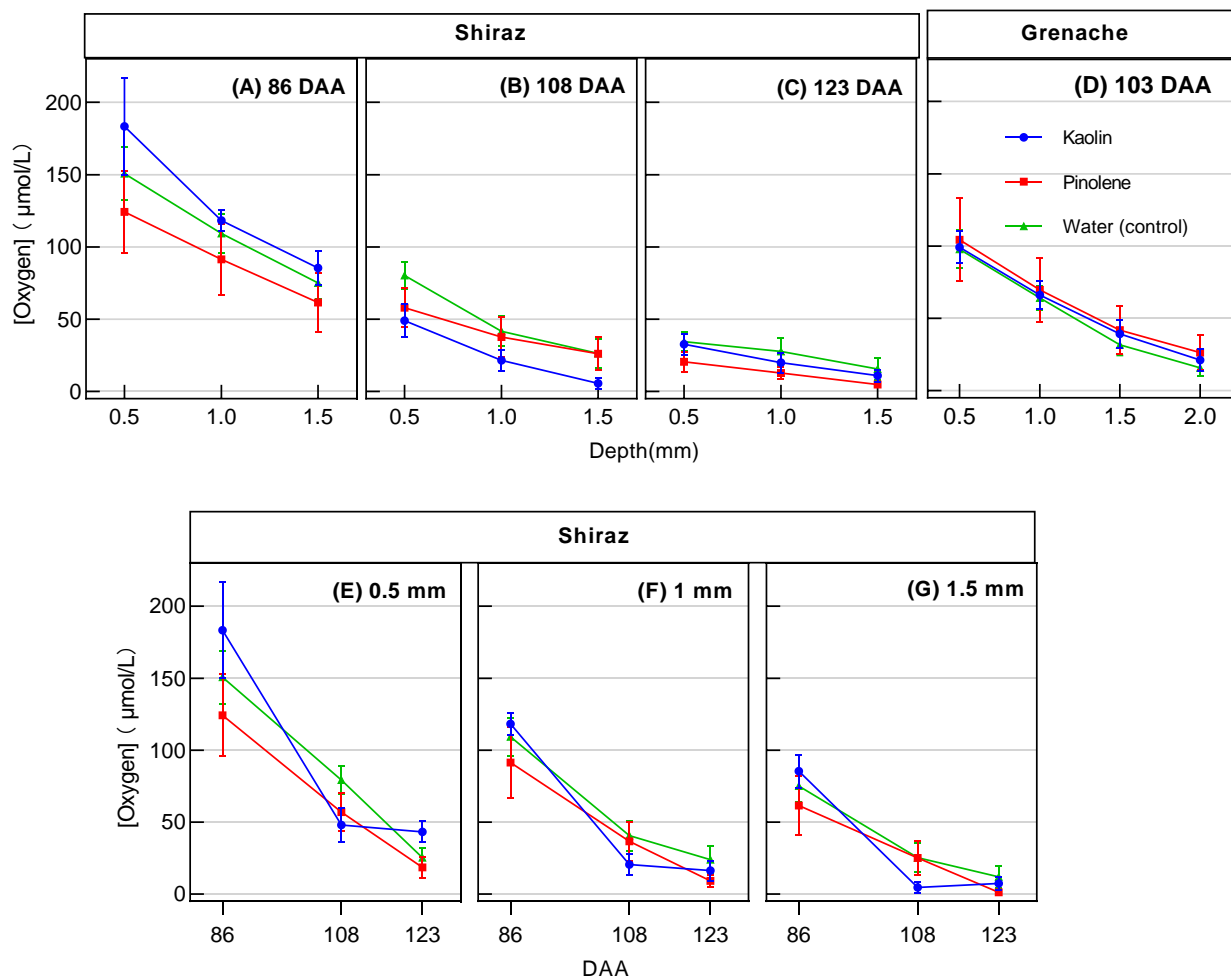 Shiraz
Grenache
(A) 86 DAA
(B) 108 DAA
(C) 123 DAA
(D) 103 DAA
Kaolin
Pinolene
Water (control)
[Oxygen] ( μmol/L)
200
150
100
50
0
0.5 1.0 1.5
0.5 1.0 1.5
0.5 1.0 1.5
0.5 1.0 1.5 2.0
Depth(mm)
Shiraz
(E) 0.5 mm
(F) 1 mm
(G) 1.5 mm
[Oxygen] ( μmol/L)
200
150
100
50
0
86 108 123
86 108 123
86 108 123
DAA